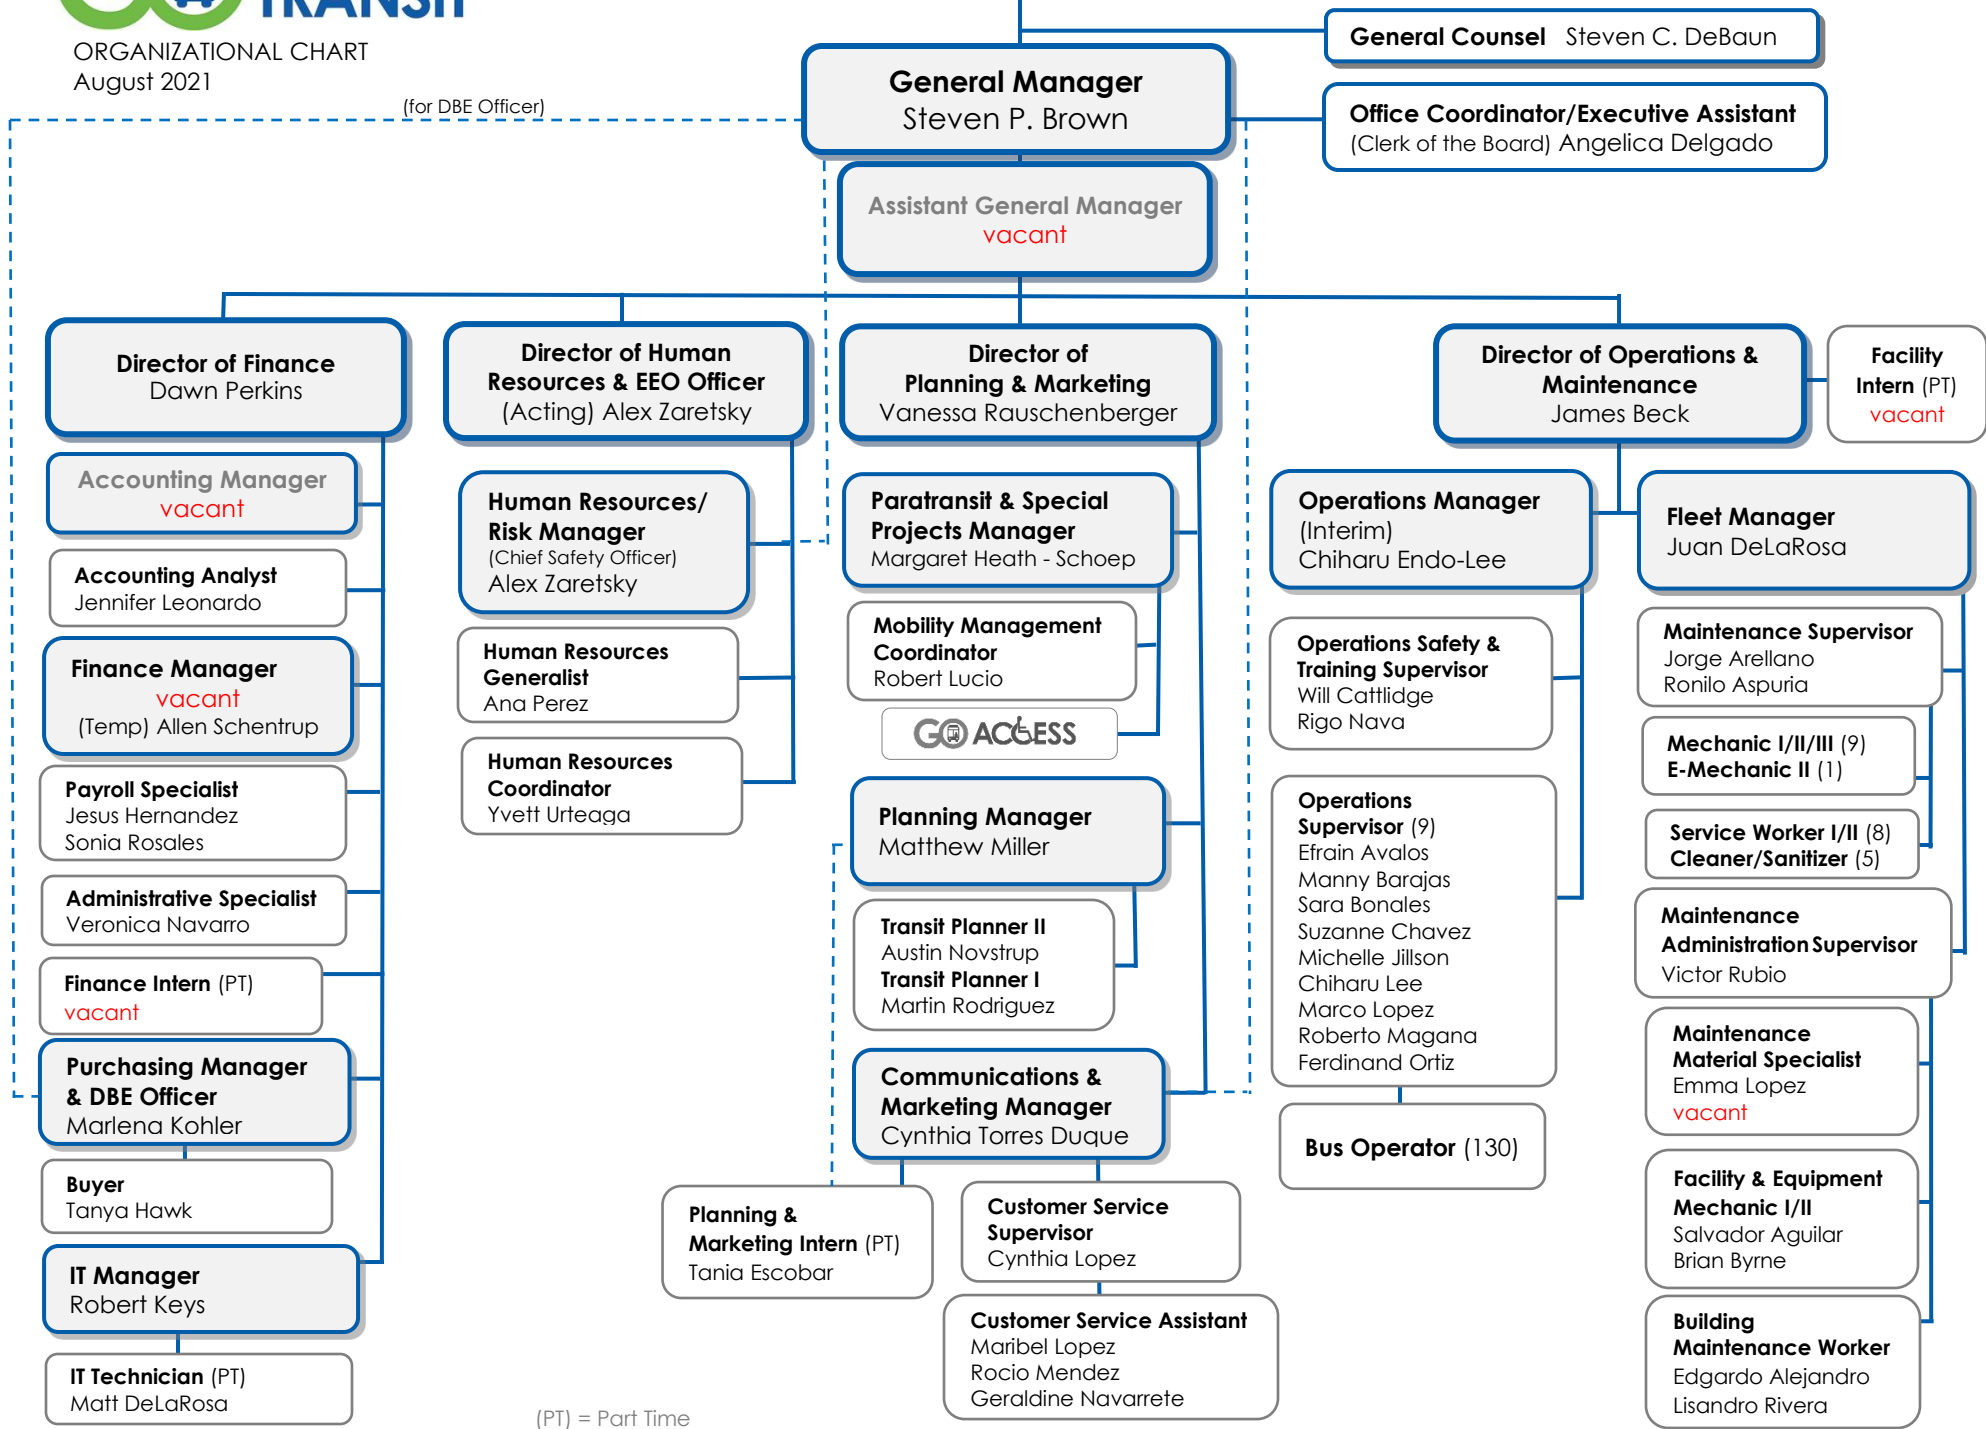 TRANSIT
ORGANIZATIONAL CHART
August 2021
(for DBE Officer)
General Counsel Steven C. DeBaun
General Manager
Steven P. Brown
Office Coordinator/Executive Assistant
(Clerk of the Board) Angelica Delgado
Assistant General Manager
vacant
Director of Finance
Dawn Perkins
Accounting Manager
vacant
Accounting Analyst
Jennifer Leonardo
Finance Manager
vacant
(Temp) Allen Schentrup
Payroll Specialist
Jesus Hernandez
Sonia Rosales
Administrative Specialist
Veronica Navarro
Finance Intern (PT)
vacant
Purchasing Manager
& DBE Officer
Marlena Kohler
Buyer
Tanya Hawk
IT Manager
Robert Keys
IT Technician (PT)
Matt DeLaRosa
Director of Human
Resources & EEO Officer
(Acting) Alex Zaretsky
Human Resources/
Risk Manager
(Chief Safety Officer)
Alex Zaretsky
Human Resources
Generalist
Ana Perez
Human Resources
Coordinator
Yvett Urteaga
Director of
Planning & Marketing
Vanessa Rauschenberger
Paratransit & Special
Projects Manager
Margaret Heath - Schoep
Mobility Management
Coordinator
Robert Lucio
GO ACCESS
Planning Manager
Matthew Miller
Transit Planner II
Austin Novstrup
Transit Planner I
Martin Rodriguez
Communications &
Marketing Manager
Cynthia Torres Duque
Planning &
Marketing Intern (PT)
Tania Escobar
Customer Service
Supervisor
Cynthia Lopez
Customer Service Assistant
Maribel Lopez
Rocio Mendez
Geraldine Navarrete
Director of Operations &
Maintenance
James Beck
Facility
Intern (PT)
vacant
Operations Manager
(Interim)
Chiharu Endo-Lee
Operations Safety &
Training Supervisor
Will Cattlidge
Rigo Nava
Operations
Supervisor (9)
Efrain Avalos
Manny Barajas
Sara Bonales
Suzanne Chavez
Michelle Jillson
Chiharu Lee
Marco Lopez
Roberto Magana
Ferdinand Ortiz
Bus Operator (130)
Fleet Manager
Juan DeLaRosa
Maintenance Supervisor
Jorge Arellano
Ronilo Aspuria
Mechanic I/II/III (9)
E-Mechanic II (1)
Service Worker I/II (8)
Cleaner/Sanitizer (5)
Maintenance
Administration Supervisor
Victor Rubio
Maintenance
Material Specialist
Emma Lopez
vacant
Facility & Equipment
Mechanic I/II
Salvador Aguilar
Brian Byrne
Building
Maintenance Worker
Edgardo Alejandro
Lisandro Rivera
(PT) = Part Time